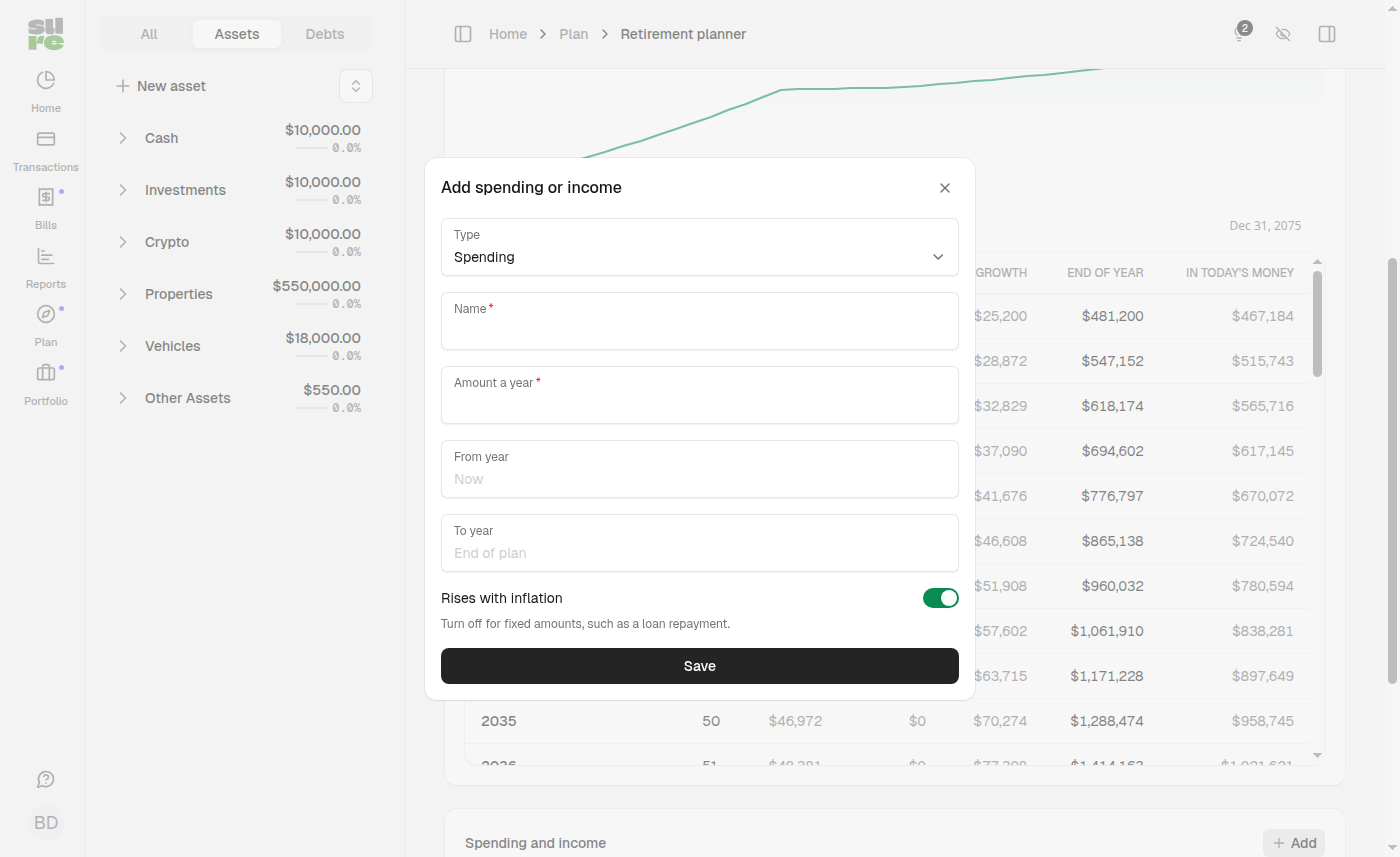 sure
All
Assets
Debts
Home
Plan
Retirement planner
2
New asset
Home
Transactions
Bills
Reports
Plan
Portfolio
Cash
$10,000.00
0.0%
Investments
$10,000.00
0.0%
Crypto
$10,000.00
0.0%
Properties
$550,000.00
0.0%
Vehicles
$18,000.00
0.0%
Other Assets
$550.00
0.0%
BD
Add spending or income
Type
Spending
Name*
Amount a year*
From year
Now
To year
End of plan
Rises with inflation
Turn off for fixed amounts, such as a loan repayment.
Save
Dec 31, 2075
GROWTH END OF YEAR IN TODAY'S MONEY
$25,200 $481,200 $467,184
$28,872 $547,152 $515,743
$32,829 $618,174 $565,716
$37,090 $694,602 $617,145
$41,676 $776,797 $670,072
$46,608 $865,138 $724,540
$51,908 $960,032 $780,594
$57,602 $1,061,910 $838,281
$63,715 $1,171,228 $897,649
2035 50 $46,972 $0 $70,274 $1,288,474 $958,745
Spending and income
Add